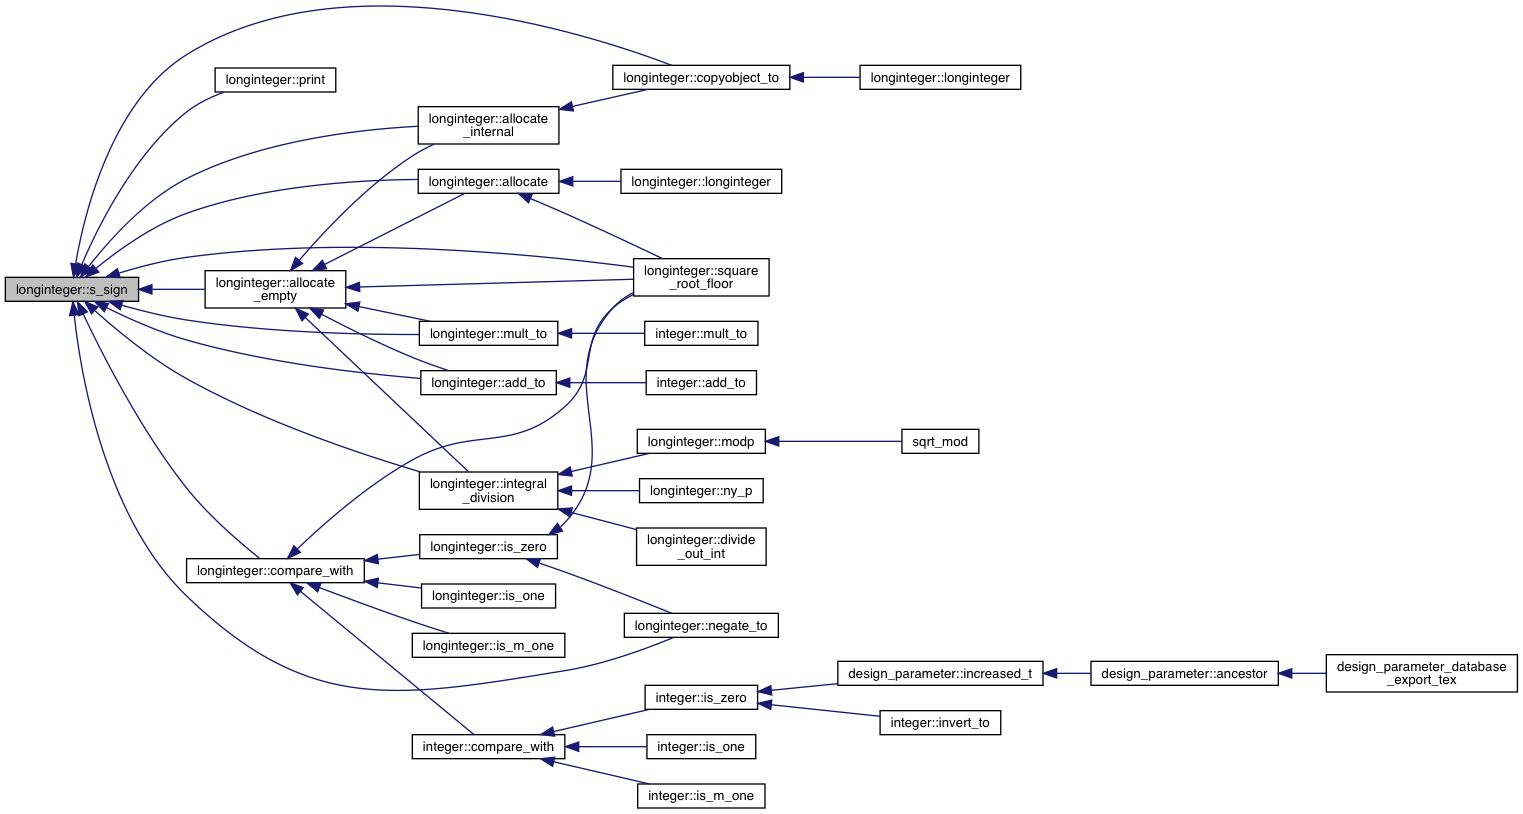 longinteger::s_sign
longinteger::print
longinteger::copyobject_to
longinteger::longinteger
longinteger::allocate
_internal
longinteger::allocate
longinteger::longinteger
longinteger::allocate
_empty
longinteger::square
_root_floor
longinteger::mult_to
integer::mult_to
longinteger::add_to
integer::add_to
longinteger::integral
_division
longinteger::modp
sqrt_mod
longinteger::ny_p
longinteger::divide
_out_int
longinteger::compare_with
longinteger::is_zero
longinteger::is_one
longinteger::negate_to
longinteger::is_m_one
integer::compare_with
integer::is_zero
design_parameter::increased_t
design_parameter::ancestor
design_parameter_database
_export_tex
integer::invert_to
integer::is_one
integer::is_m_one